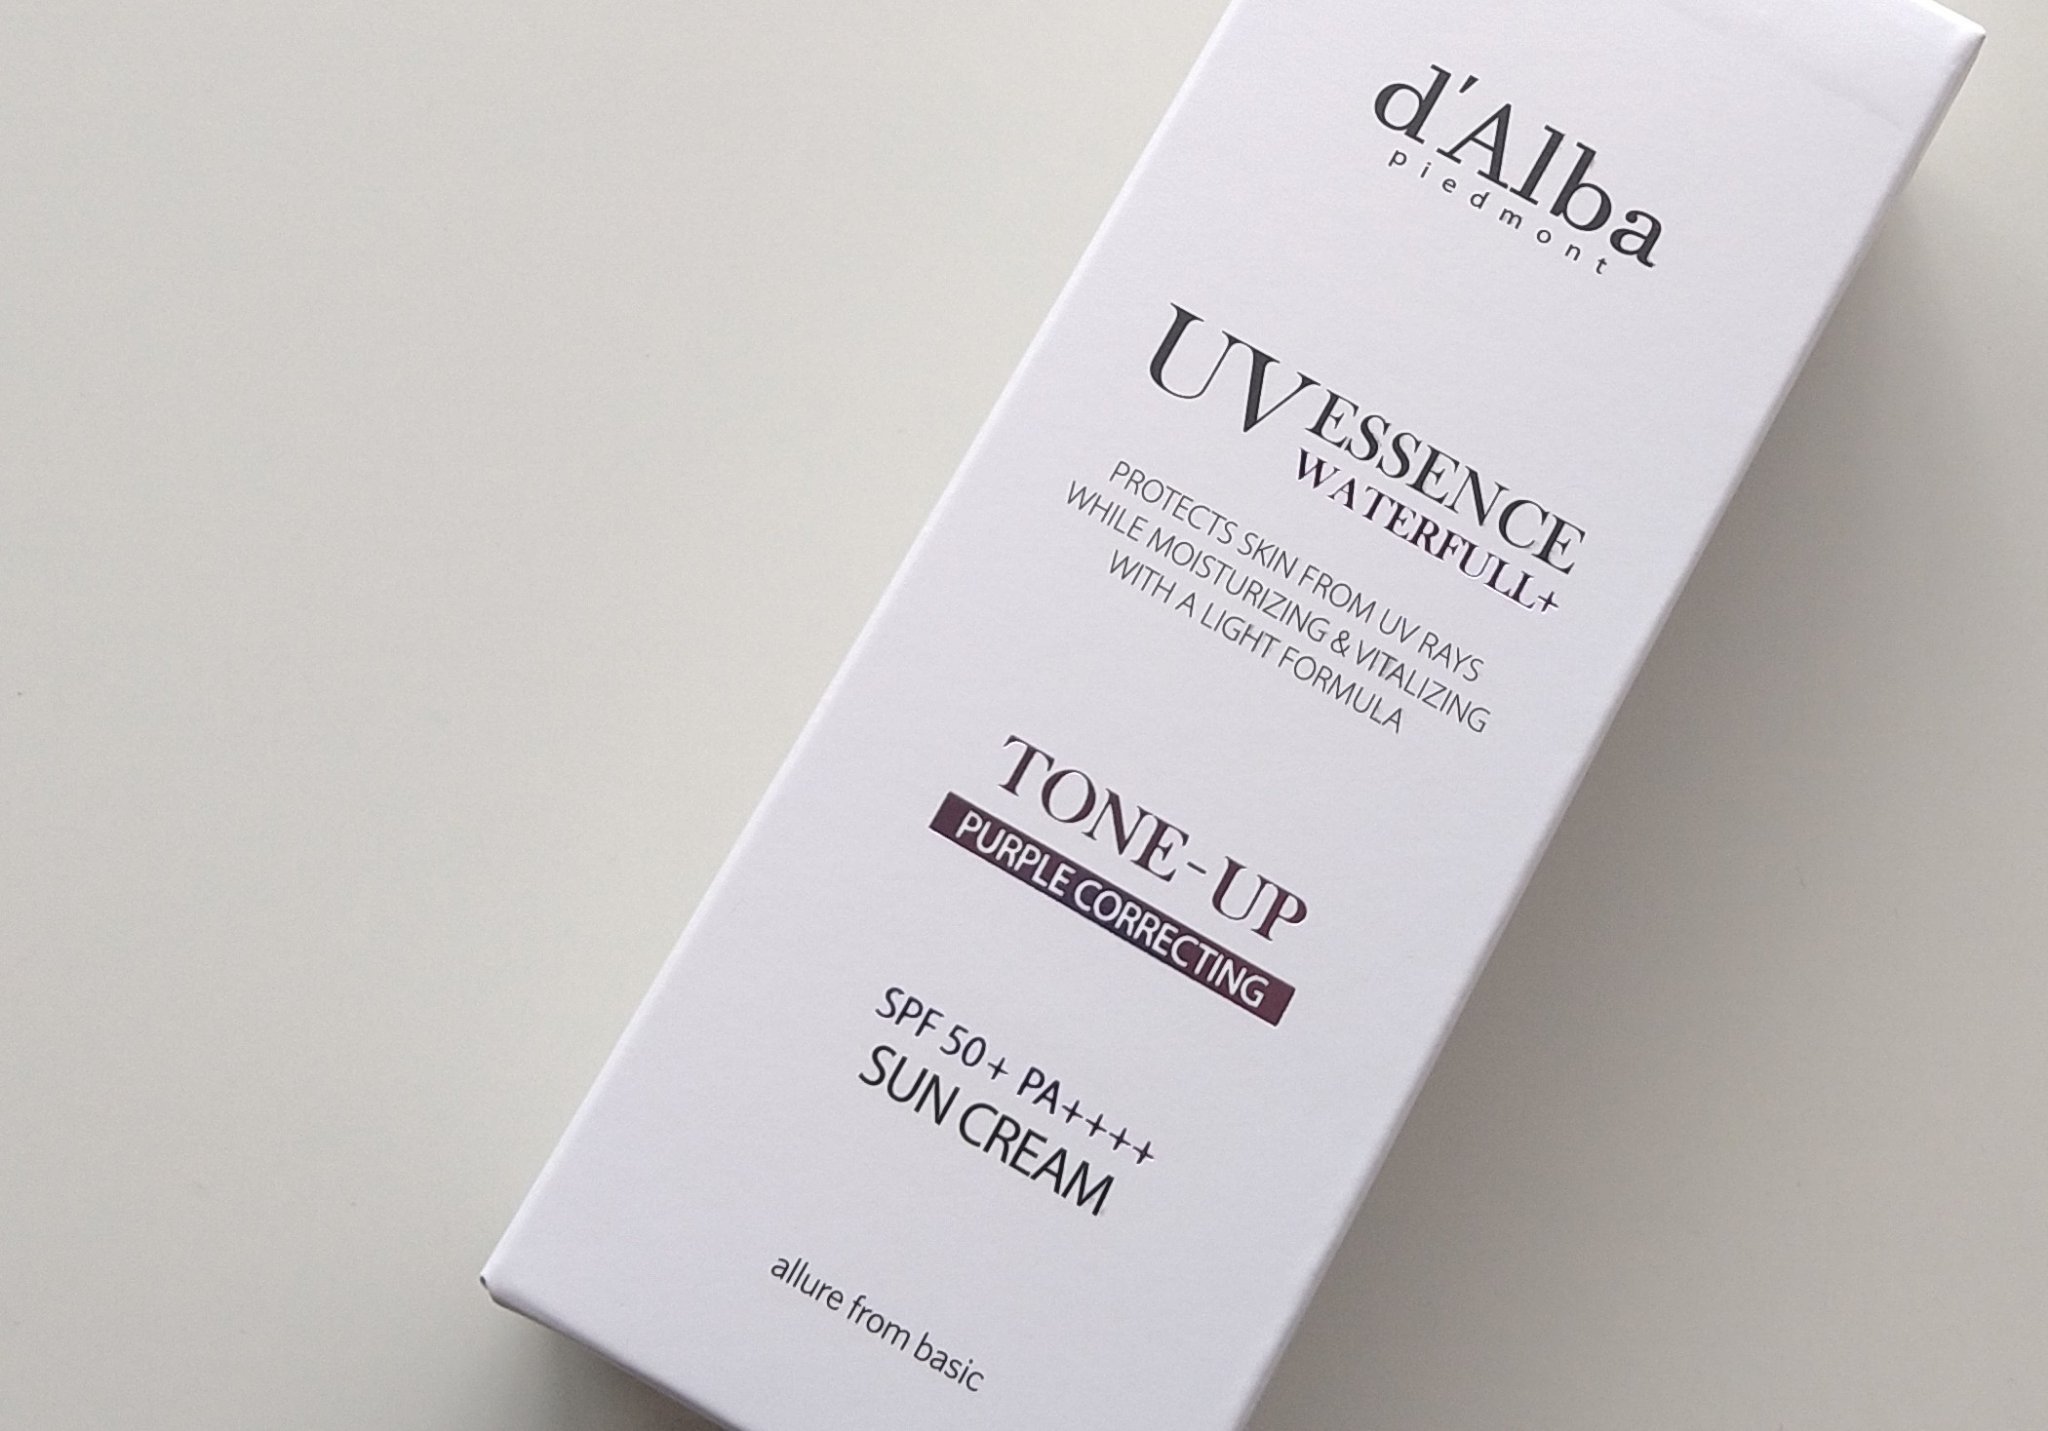 d'Alba
piedmont
UV ESSENCE
WATERFULL+
PROTECTS SKIN FROM UV RAYS
WHILE MOISTURIZING & VITALIZING
WITH A LIGHT FORMULA
TONE-UP
PURPLE CORRECTING
SPF 50+ PA++++
SUN CREAM
allure from basic